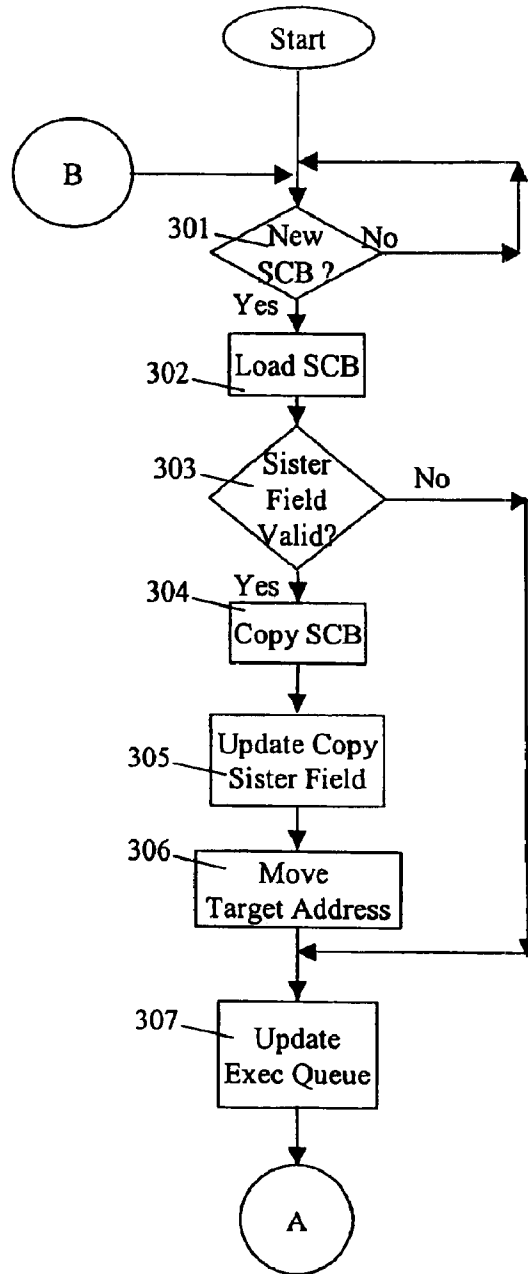 Start
B
301
New
SCB ?
No
Yes
Load SCB
302
303
Sister
Field
Valid?
No
Yes
304
Copy SCB
Update Copy
Sister Field
305
306
Move
Target Address
307
Update
Exec Queue
A